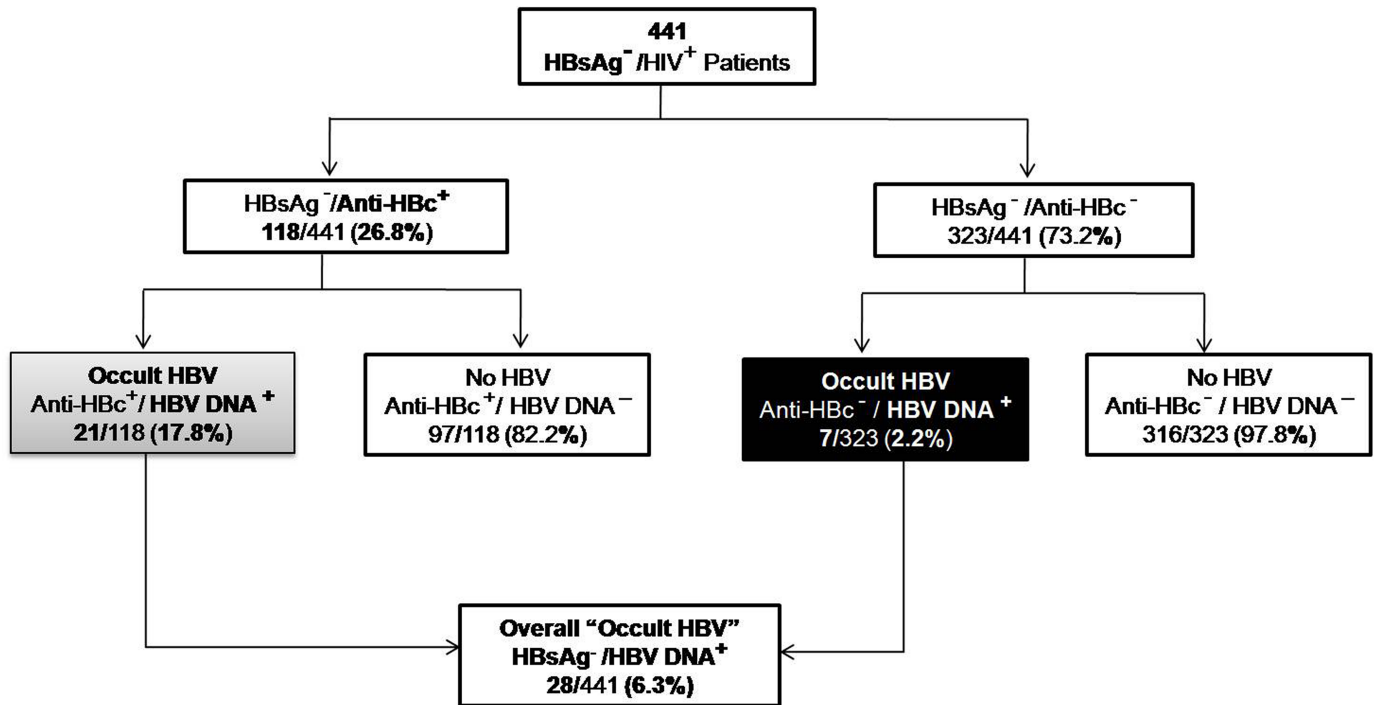 441
HBsAg⁻/HIV⁺ Patients
HBsAg⁻/Anti-HBc⁺
118/441 (26.8%)
HBsAg⁻/Anti-HBc⁻
323/441 (73.2%)
Occult HBV
Anti-HBc⁺/ HBV DNA⁺
21/118 (17.8%)
No HBV
Anti-HBc⁺/ HBV DNA⁻
97/118 (82.2%)
Occult HBV
Anti-HBc⁻ / HBV DNA⁺
7/323 (2.2%)
No HBV
Anti-HBc⁻ / HBV DNA⁻
316/323 (97.8%)
Overall “Occult HBV”
HBsAg⁻ /HBV DNA⁺
28/441 (6.3%)